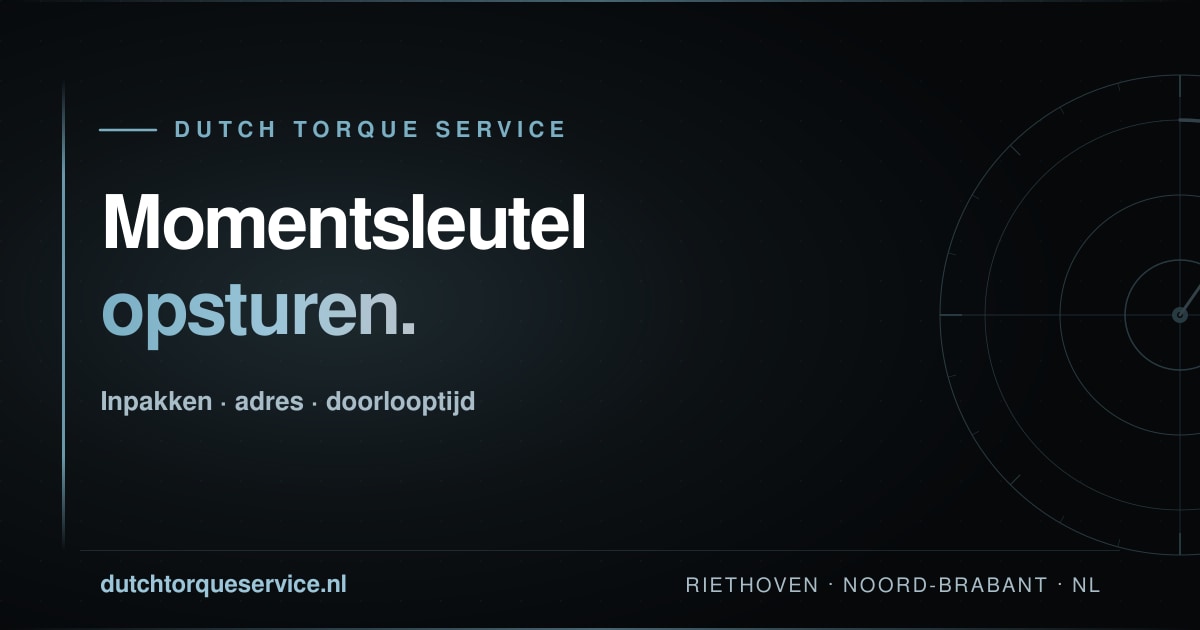 DUTCH TORQUE SERVICE
Momentsleutel
opsturen.
Inpakken · adres · doorlooptijd
dutchtorqueservice.nl
RIETHOVEN · NOORD-BRABANT · NL